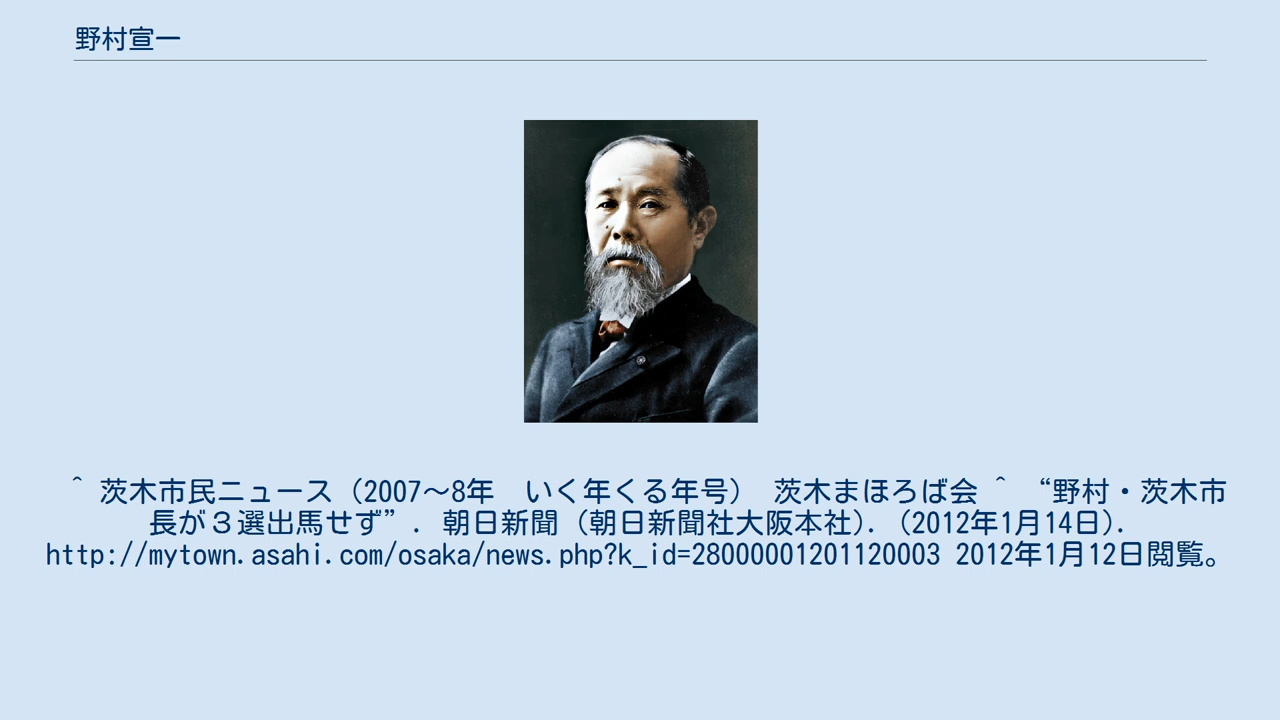 野村宣一
^ 茨木市民ニュース（2007～8年　いく年くる年号） 茨木まほろば会 ^ “野村・茨木市
長が３選出馬せず”. 朝日新聞（朝日新聞社大阪本社）. （2012年1月14日）.
http://mytown.asahi.com/osaka/news.php?k_id=28000001201120003 2012年1月12日閲覧。